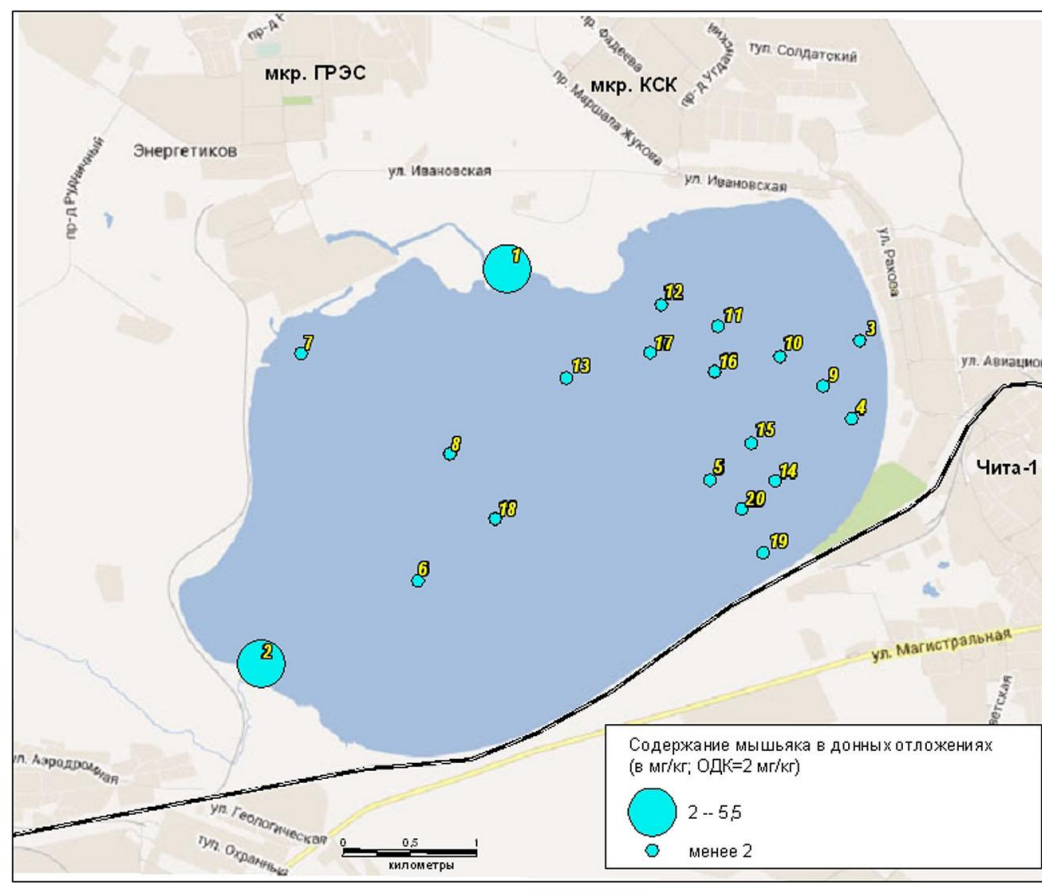 мкр. ГРЭС
мкр. КСК
пр. Фадеева
туп. Солдатский
пр. Маршала Жукова
Энергетиков
пр-д Рудничный
ул. Ивановская
ул. Ивановская
ул. Рахова
1
12
11
3
7
17
10
13
16
9
ул. Авиацион
4
8
15
Чита-1
5
14
20
18
19
6
2
ул. Магистральная
ул. Аэродромная
ул. Геологическая
туп. Охранный
0 0,5 1
километры
Содержание мышьяка в донных отложениях
(в мг/кг; ОДК=2 мг/кг)
2 -- 5,5
менее 2